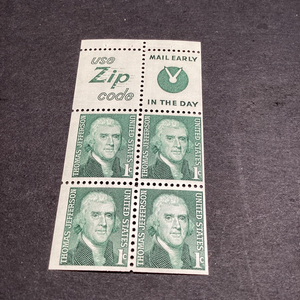 use
Zip
code
MAIL EARLY
IN THE DAY
THOMAS JEFFERSON
1c
UNITED STATES
THOMAS JEFFERSON
1c
UNITED STATES
THOMAS JEFFERSON
1c
UNITED STATES
THOMAS JEFFERSON
1c
UNITED STATES